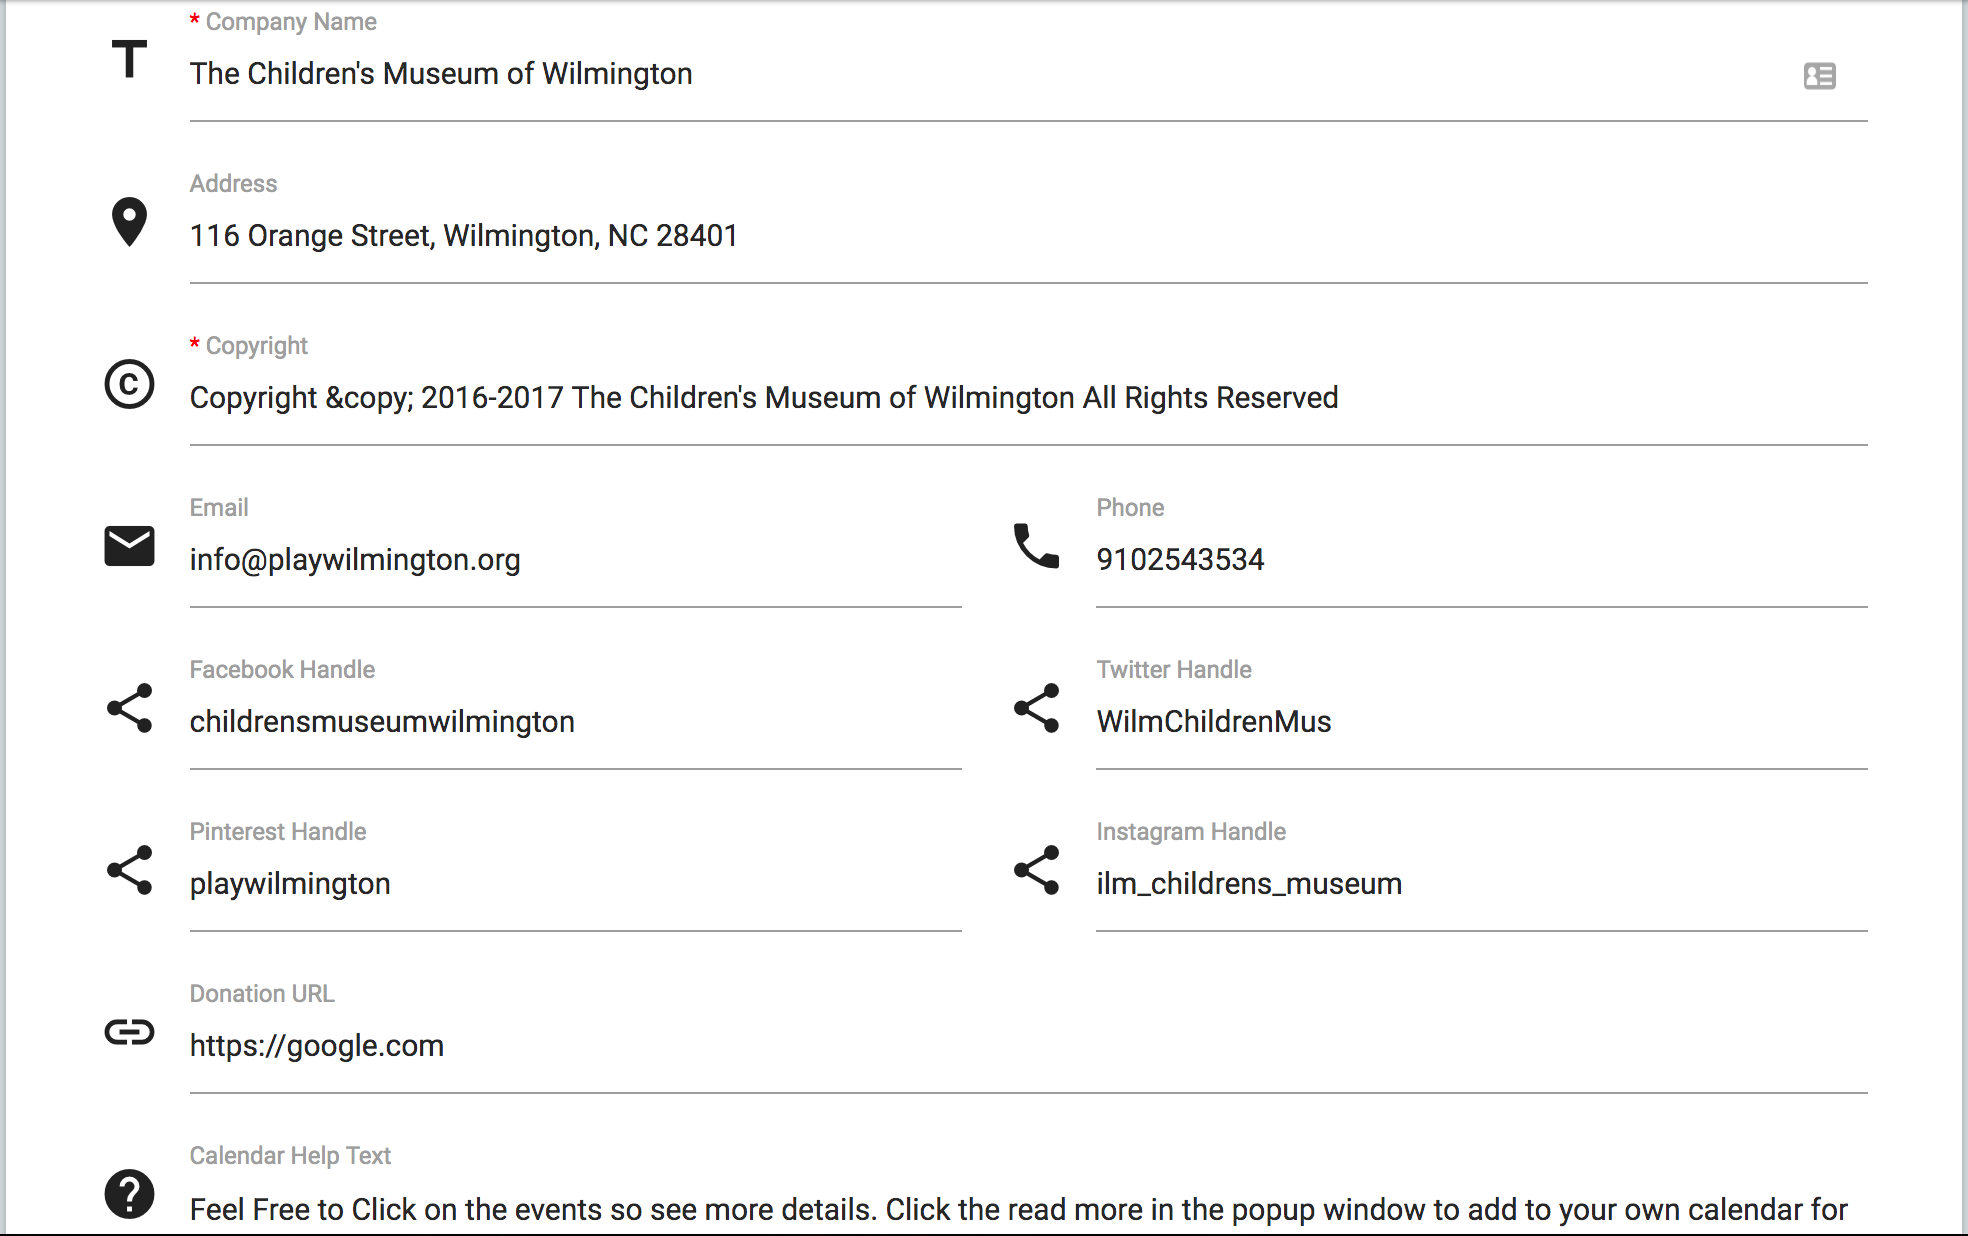 * Company Name
The Children's Museum of Wilmington
Address
116 Orange Street, Wilmington, NC 28401
* Copyright
Copyright &copy; 2016-2017 The Children's Museum of Wilmington All Rights Reserved
Email
info@playwilmington.org
Phone
9102543534
Facebook Handle
childrensmuseumwilmington
Twitter Handle
WilmChildrenMus
Pinterest Handle
playwilmington
Instagram Handle
ilm_childrens_museum
Donation URL
https://google.com
Calendar Help Text
Feel Free to Click on the events so see more details. Click the read more in the popup window to add to your own calendar for